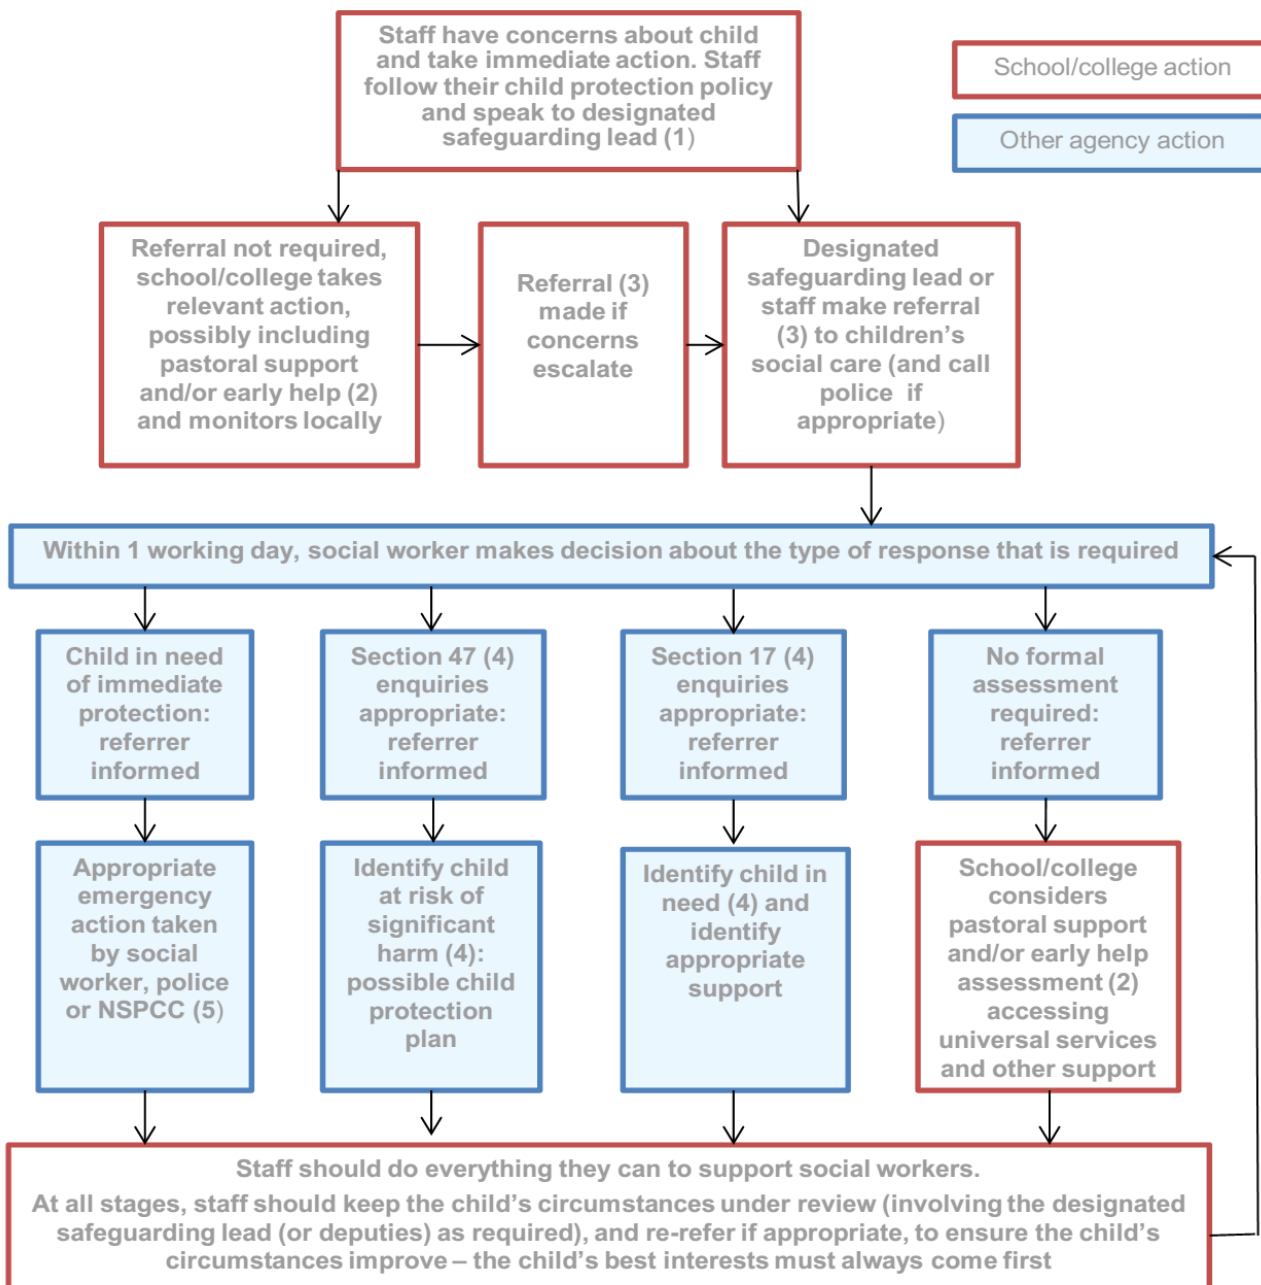 Staff have concerns about child
and take immediate action. Staff
follow their child protection policy
and speak to designated
safeguarding lead (1)
School/college action
Other agency action
Referral not required,
school/college takes
relevant action,
possibly including
pastoral support
and/or early help (2)
and monitors locally
Referral (3)
made if
concerns
escalate
Designated
safeguarding lead or
staff make referral
(3) to children’s
social care (and call
police if
appropriate)
Within 1 working day, social worker makes decision about the type of response that is required
Child in need
of immediate
protection:
referrer
informed
Section 47 (4)
enquiries
appropriate:
referrer
informed
Section 17 (4)
enquiries
appropriate:
referrer
informed
No formal
assessment
required:
referrer
informed
Appropriate
emergency
action taken
by social
worker, police
or NSPCC (5)
Identify child
at risk of
significant
harm (4):
possible child
protection
plan
Identify child in
need (4) and
identify
appropriate
support
School/college
considers
pastoral support
and/or early help
assessment (2)
accessing
universal services
and other support
Staff should do everything they can to support social workers.
At all stages, staff should keep the child’s circumstances under review (involving the designated
safeguarding lead (or deputies) as required), and re-refer if appropriate, to ensure the child’s
circumstances improve – the child’s best interests must always come first